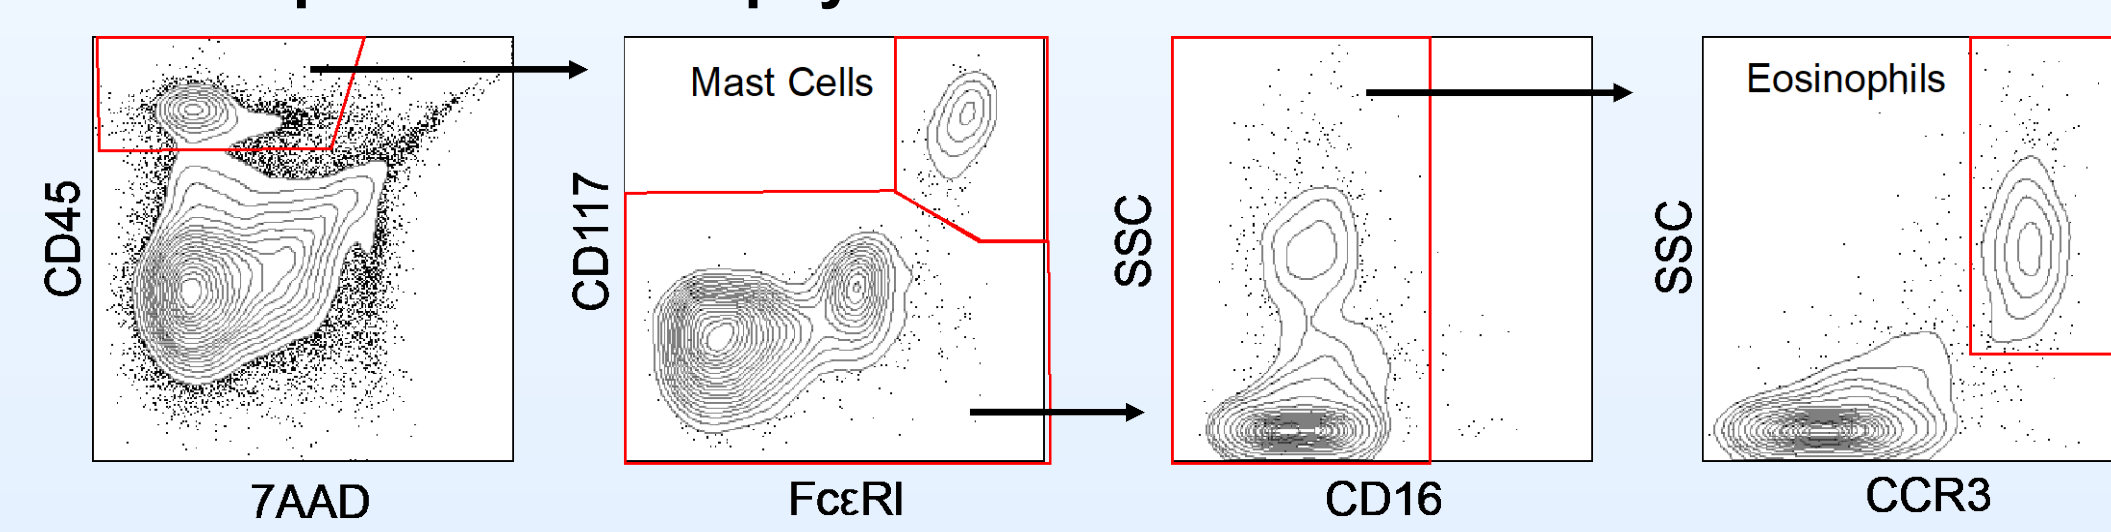 Mast Cells
Eosinophils
CD45
CD117
SSC
SSC
7AAD
FcεRI
CD16
CCR3